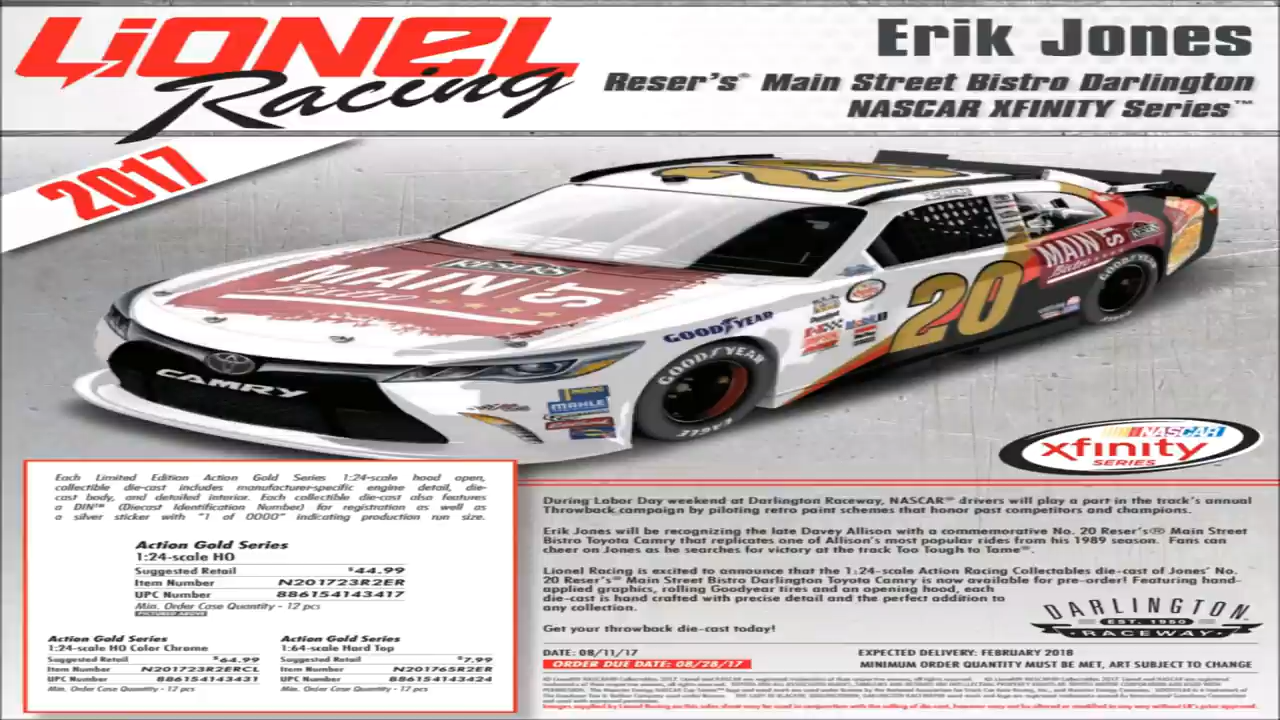 LIONEL
Racing
Erik Jones
Reser's® Main Street Bistro Darlington
NASCAR XFINITY Series™
2017
20
RESER'S
MAIN ST
Bistro
GOODYEAR
GOODYEAR
EAGLE
CAMRY
MAHLE
20
RESER'S
MAIN ST
Bistro
GOODYEAR
NASCAR
xfinity
SERIES
Each Limited Edition Action Gold Series 1:24-scale hood open,
collectible die-cast includes manufacturer-specific engine detail, die-
cast body, and detailed interior. Each collectible die-cast also features
a DIN™ (Diecast Identification Number) for registration as well as
a silver sticker with "1 of 0000" indicating production run size.
Action Gold Series
1:24-scale HO
Suggested Retail $44.99
Item Number N201723R2ER
UPC Number 886154143417
Min. Order Case Quantity - 12 pcs
PICTURED ABOVE
Action Gold Series
1:24-scale HO Color Chrome
Suggested Retail $64.99
Item Number N201723R2ERCL
UPC Number 886154143431
Min. Order Case Quantity - 12 pcs
Action Gold Series
1:64-scale Hard Top
Suggested Retail $7.99
Item Number N201765R2ER
UPC Number 886154143424
Min. Order Case Quantity - 12 pcs
During Labor Day weekend at Darlington Raceway, NASCAR® drivers will play a part in the track's annual
Throwback campaign by piloting retro paint schemes that honor past competitors and champions.
Erik Jones will be recognizing the late Davey Allison with a commemorative No. 20 Reser's®® Main Street
Bistro Toyota Camry that replicates one of Allison's most popular rides from his 1989 season. Fans can
cheer on Jones as he searches for victory at the track Too Tough to Tame®.
Lionel Racing is excited to announce that the 1:24-scale Action Racing Collectables die-cast of Jones' No.
20 Reser's® Main Street Bistro Darlington Toyota Camry is now available for pre-order! Featuring hand-
applied graphics, rolling Goodyear tires and an opening hood, each
die-cast is hand crafted with precise detail and the perfect addition to
any collection.
Get your throwback die-cast today!
DARLINGTON
EST. 1950
RACEWAY
DATE: 08/11/17
EXPECTED DELIVERY: FEBRUARY 2018
ORDER DUE DATE: 08/28/17
MINIMUM ORDER QUANTITY MUST BE MET, ART SUBJECT TO CHANGE